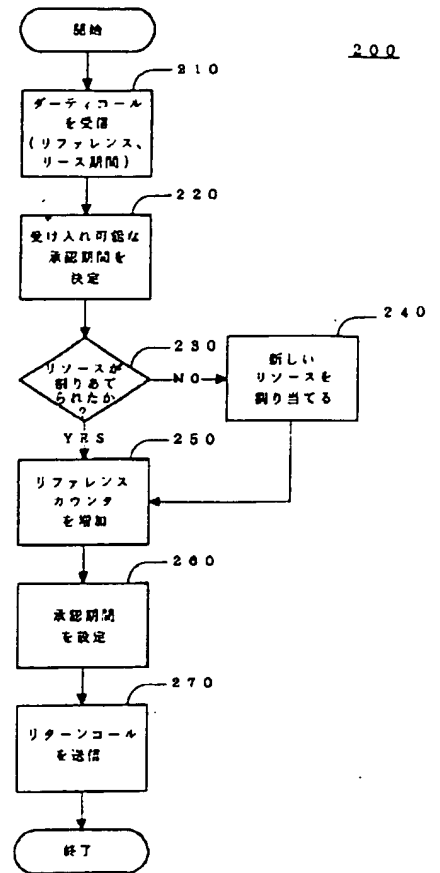 開始
200
210
ダーティコール
を受信
(リファレンス、
リース期間)
220
受け入れ可能な
承認期間を
決定
230
リソースが
割りあて
られたか
?
NO
240
新しい
リソースを
割り当てる
YRS
250
リファレンス
カウンタ
を増加
260
承認期間
を設定
270
リターンコール
を送信
終了